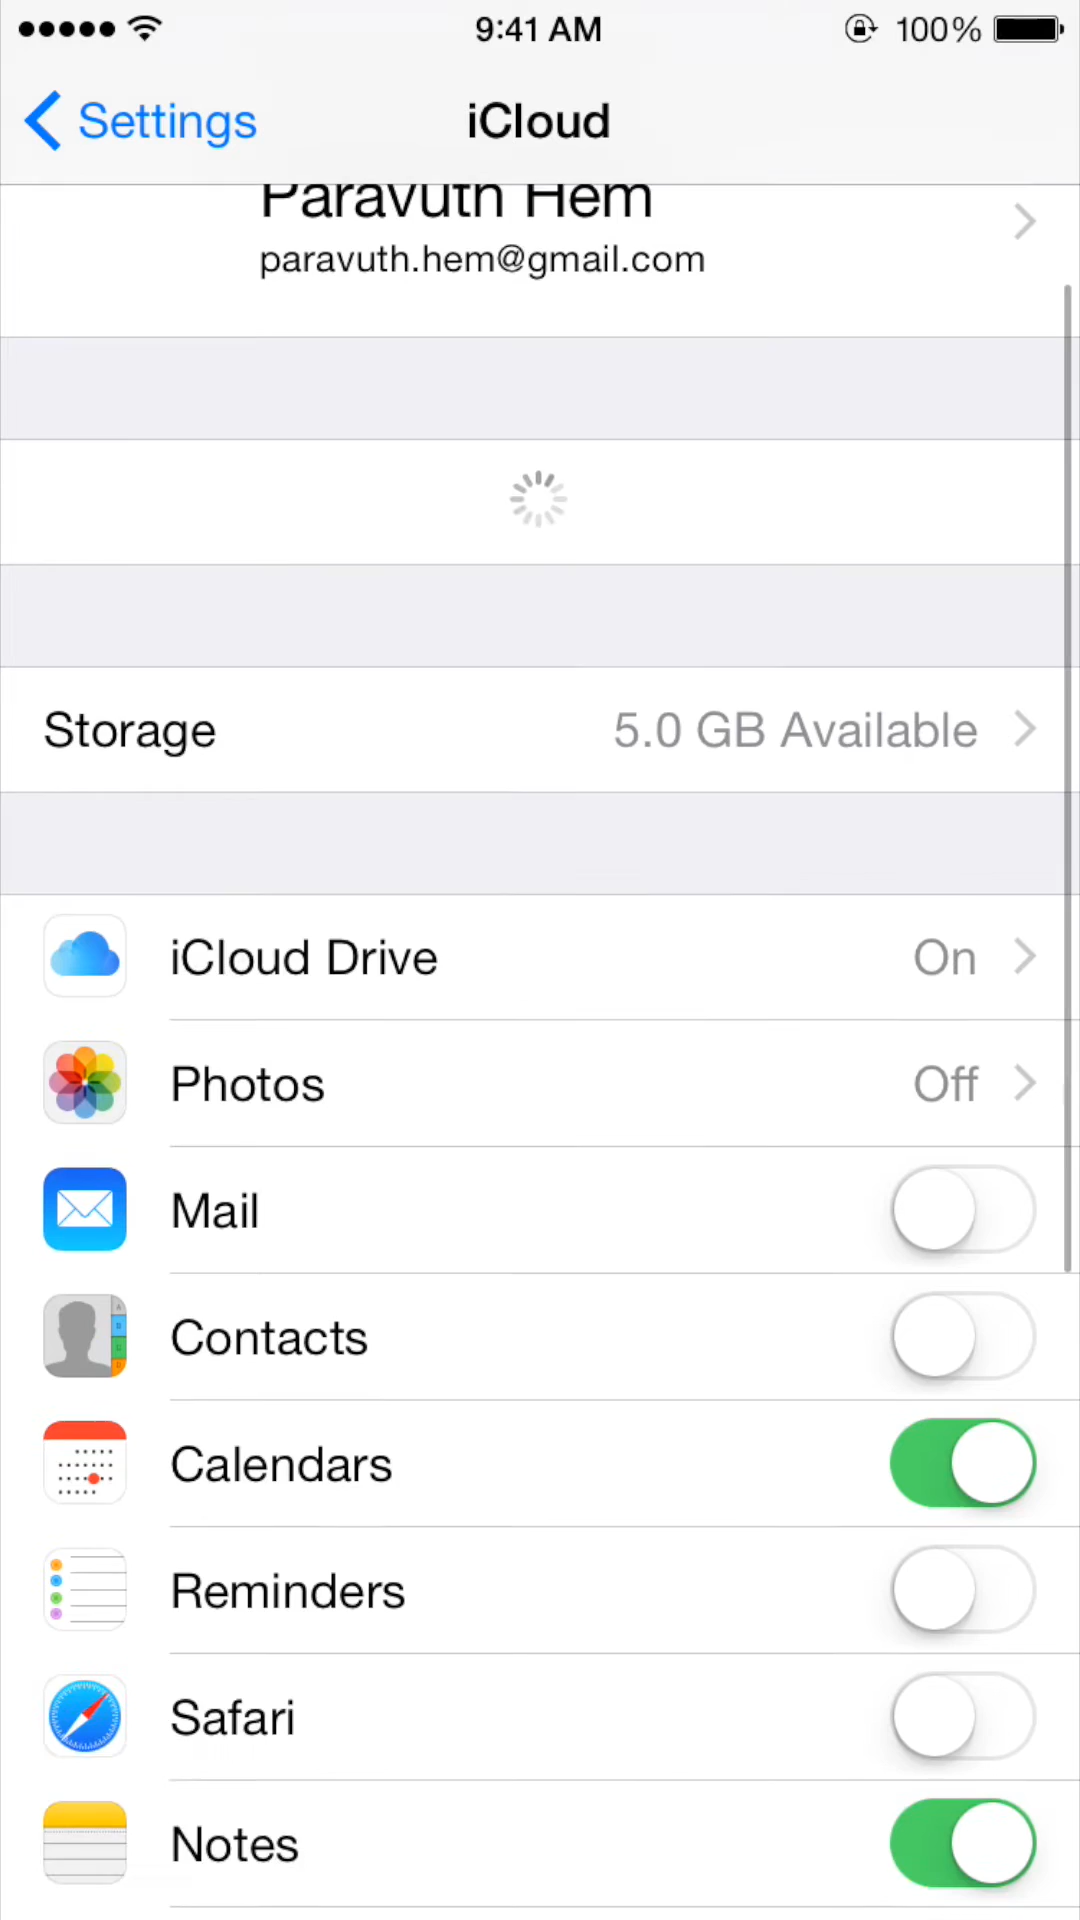 9:41 AM
100%
Settings
iCloud
Paravuth Hem
paravuth.hem@gmail.com
Storage
5.0 GB Available
iCloud Drive
On
Photos
Off
Mail
Contacts
Calendars
Reminders
Safari
Notes